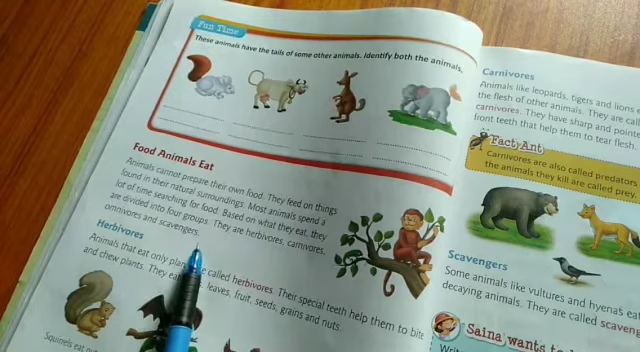 Fun Time
These animals have the tails of some other animals. Identify both the animals.
Food Animals Eat
Animals cannot prepare their own food. They feed on things
found in their natural surroundings. Most animals spend a
lot of time searching for food. Based on what they eat, they
are divided into four groups. They are herbivores, carnivores,
omnivores and scavengers.
Herbivores
Animals that eat only are called herbivores. Their special teeth help them to bite
and chew plants. They eat leaves, fruit, seeds, grains and nuts.
Squirrels eat
Carnivores
Animals like leopards, tigers and lions
the flesh of other animals. They are
carnivores. They have sharp and
front teeth that help them to tear flesh.
Fact Ant
Carnivores are also called predators
the animals they kill are called prey.
Scavengers
Some animals like vultures and hyenas
decaying animals. They are called
Saina wants to